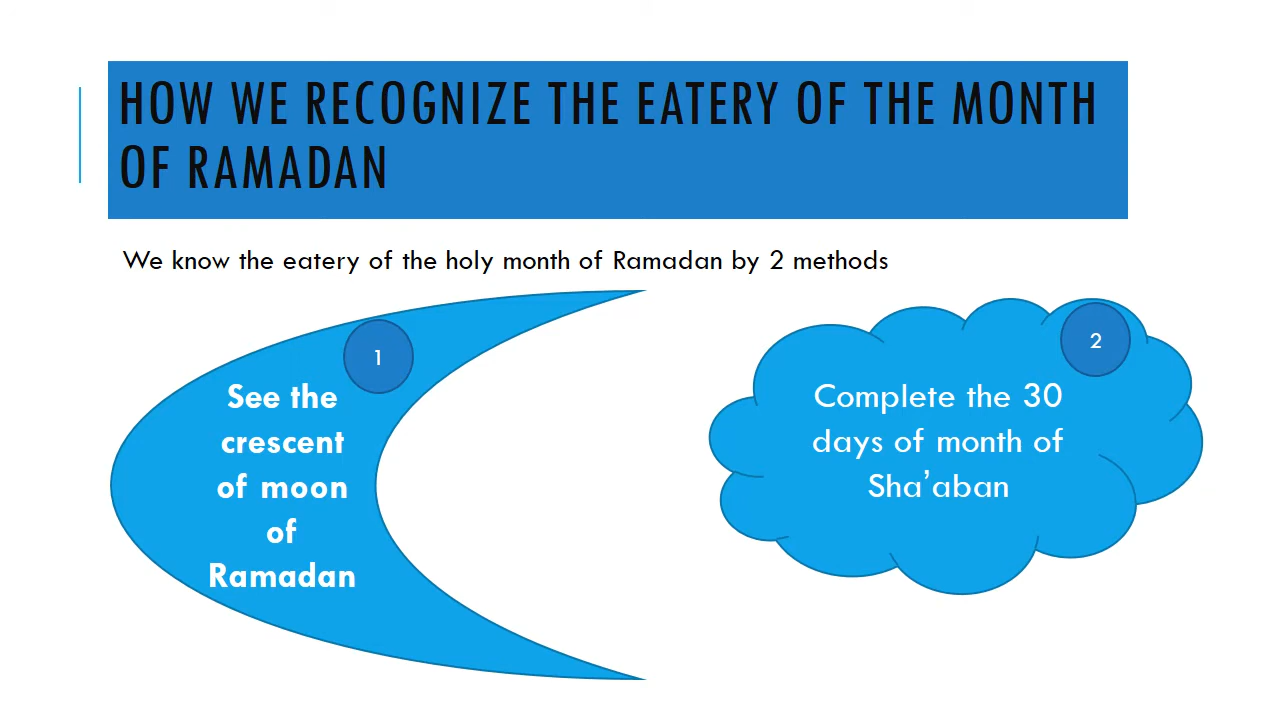 HOW WE RECOGNIZE THE EATERY OF THE MONTH
OF RAMADAN
We know the eatery of the holy month of Ramadan by 2 methods
1
See the
crescent
of moon
of
Ramadan
2
Complete the 30
days of month of
Sha’aban